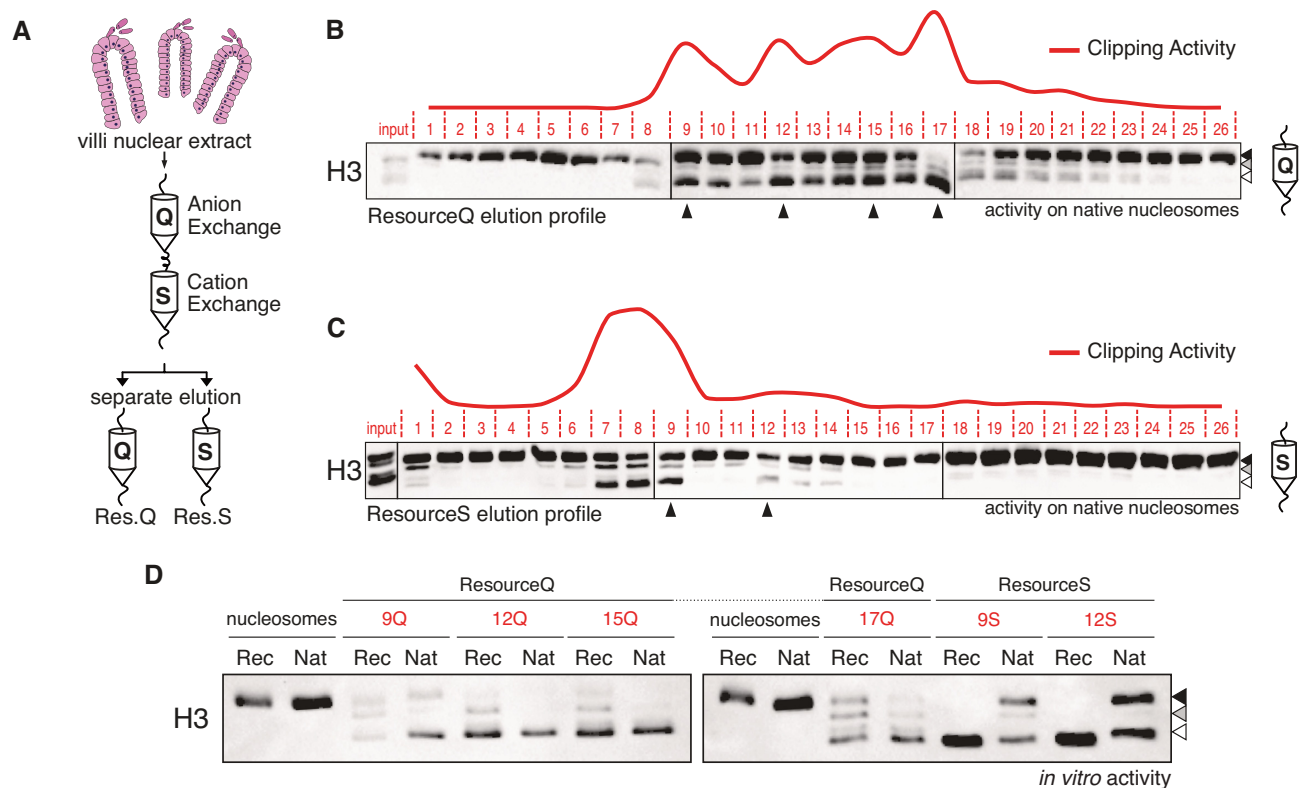 A
villi nuclear extract
Q
Anion
Exchange
S
Cation
Exchange
separate elution
Q
S
Res.Q
Res.S
B
Clipping Activity
input 1 2 3 4 5 6 7 8 9 10 11 12 13 14 15 16 17 18 19 20 21 22 23 24 25 26
H3
Q
ResourceQ elution profile
activity on native nucleosomes
C
Clipping Activity
input 1 2 3 4 5 6 7 8 9 10 11 12 13 14 15 16 17 18 19 20 21 22 23 24 25 26
H3
S
ResourceS elution profile
activity on native nucleosomes
D
ResourceQ ResourceQ ResourceS
nucleosomes 9Q 12Q 15Q nucleosomes 17Q 9S 12S
Rec Nat Rec Nat Rec Nat Rec Nat Rec Nat Rec Nat Rec Nat Rec Nat
H3
in vitro activity